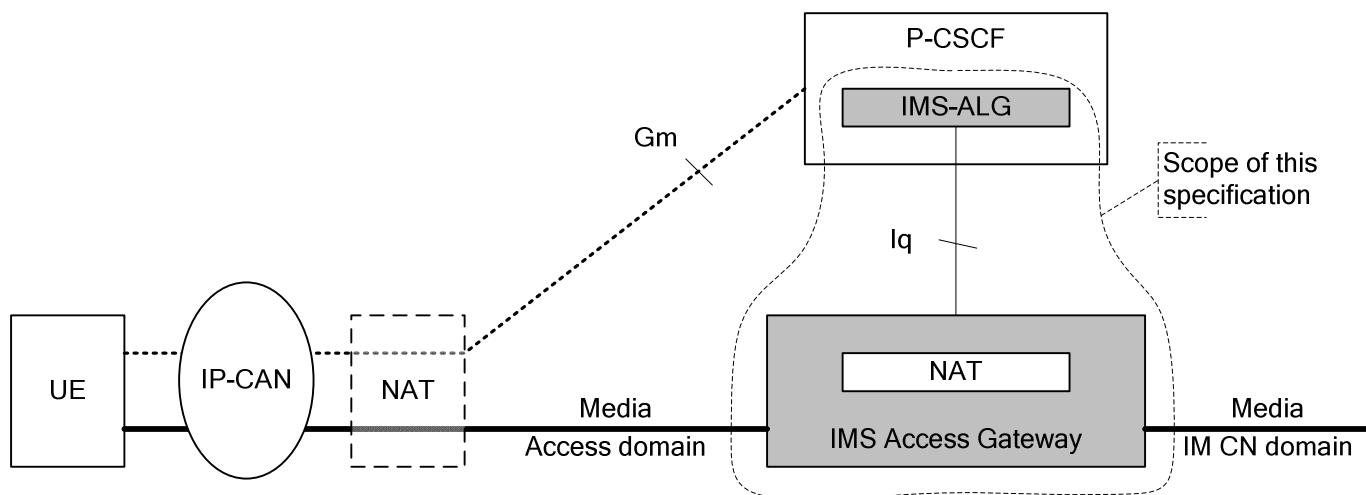 P-CSCF
IMS-ALG
Gm
Scope of this
specification
Iq
UE
IP-CAN
NAT
NAT
Media
Access domain
IMS Access Gateway
Media
IM CN domain